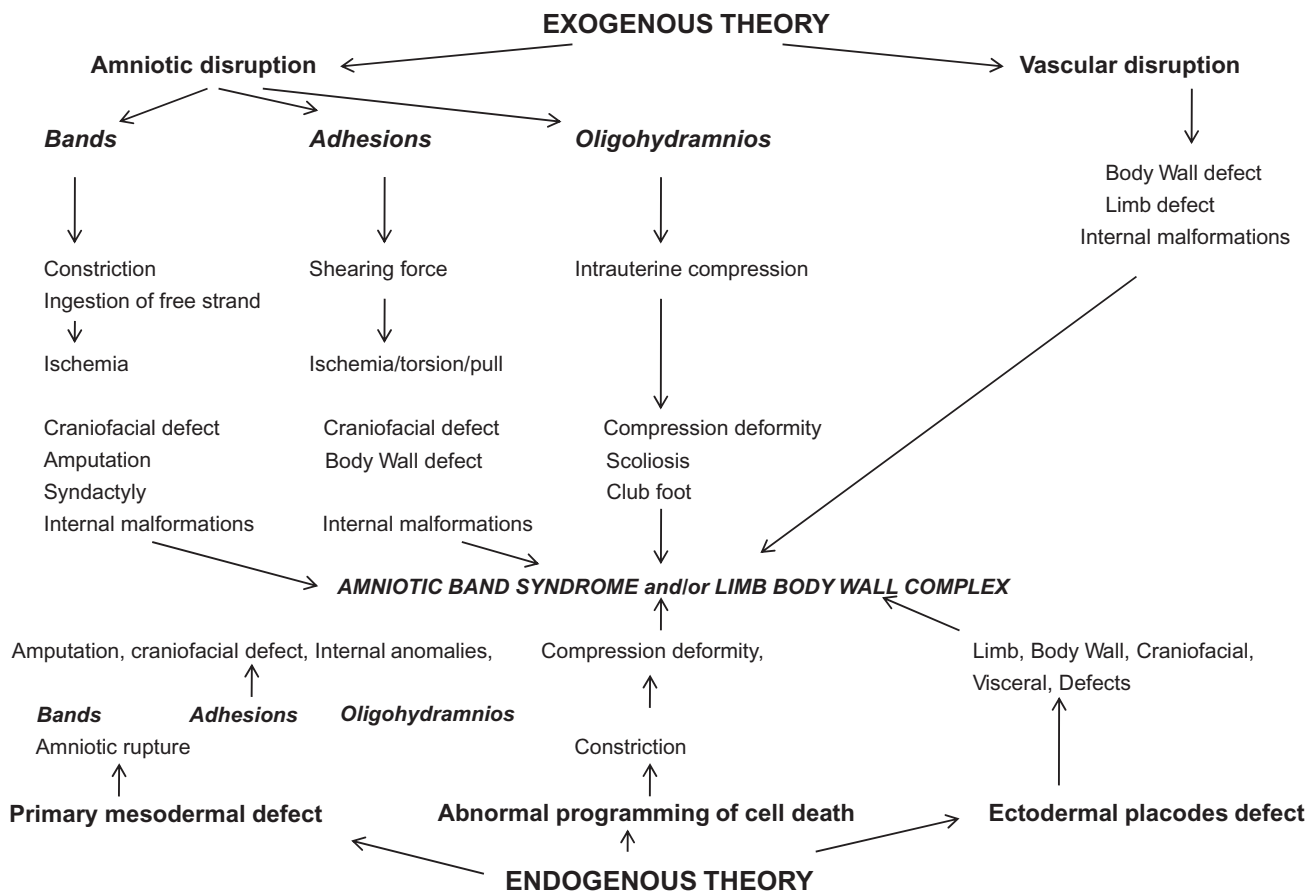 EXOGENOUS THEORY
Amniotic disruption
Vascular disruption
Bands
Adhesions
Oligohydramnios
Body Wall defect
Limb defect
Internal malformations
Constriction
Ingestion of free strand
Shearing force
Intrauterine compression
Ischemia
Ischemia/torsion/pull
Craniofacial defect
Amputation
Syndactyly
Internal malformations
Craniofacial defect
Body Wall defect
Internal malformations
Compression deformity
Scoliosis
Club foot
AMNIOTIC BAND SYNDROME and/or LIMB BODY WALL COMPLEX
Amputation, craniofacial defect, Internal anomalies,
Compression deformity,
Limb, Body Wall, Craniofacial,
Visceral, Defects
Bands
Adhesions
Oligohydramnios
Amniotic rupture
Constriction
Primary mesodermal defect
Abnormal programming of cell death
Ectodermal placodes defect
ENDOGENOUS THEORY